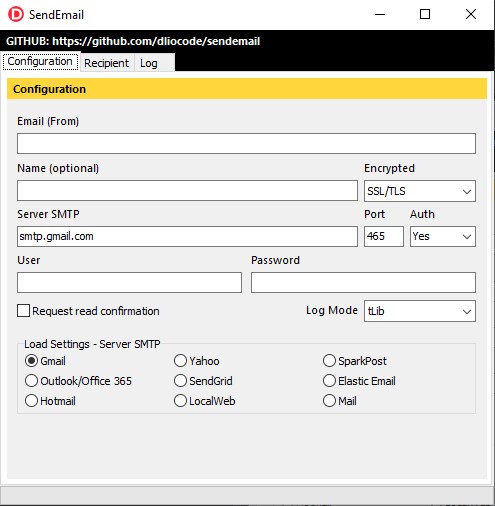 SendEmail
GITHUB: https://github.com/dliocode/sendemail
Configuration Recipient Log
Configuration
Email (From)
Name (optional) Encrypted
SSL/TLS
Server SMTP Port Auth
smtp.gmail.com 465 Yes
User Password
Request read confirmation Log Mode tLib
Load Settings - Server SMTP
Gmail Yahoo SparkPost
Outlook/Office 365 SendGrid Elastic Email
Hotmail LocalWeb Mail